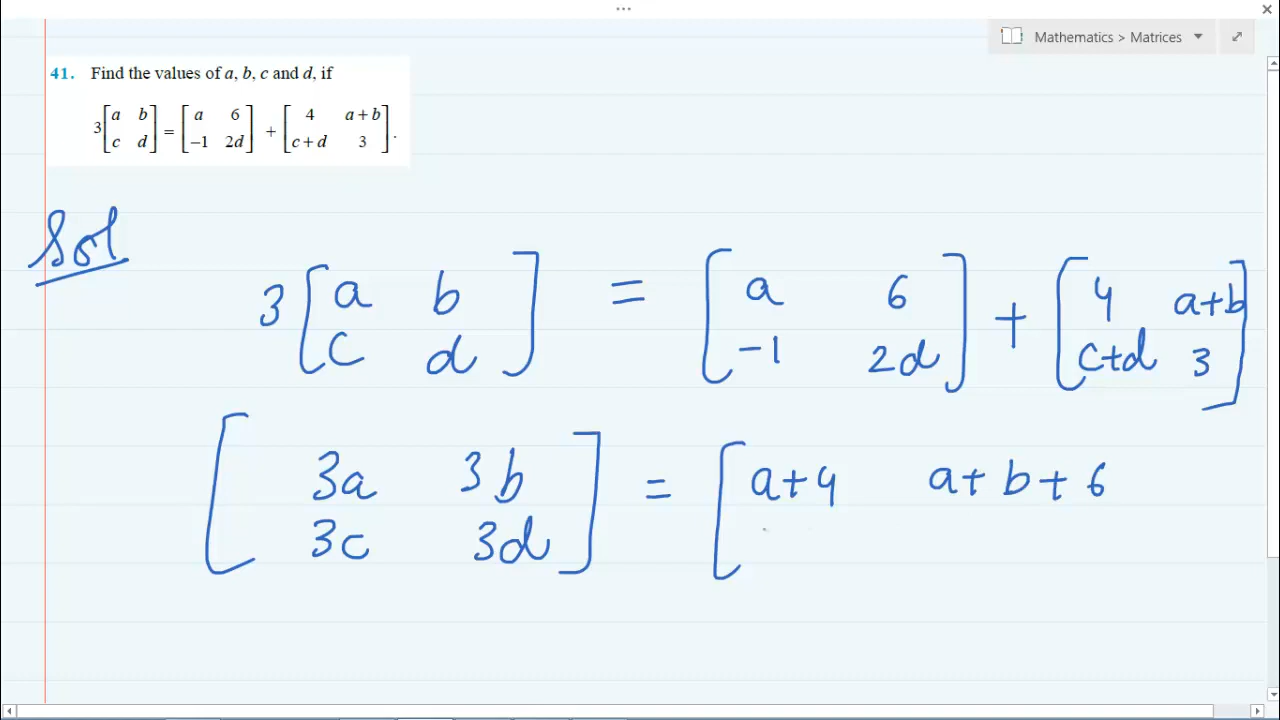 Mathematics > Matrices
41. Find the values of a, b, c and d, if
3[a b; c d] = [a 6; −1 2d] + [4 a+b; c+d 3].
Sol
3[a b; c d] = [a 6; -1 2d] + [4 a+b; c+d 3]
[3a 3b; 3c 3d] = [a+4 a+b+6